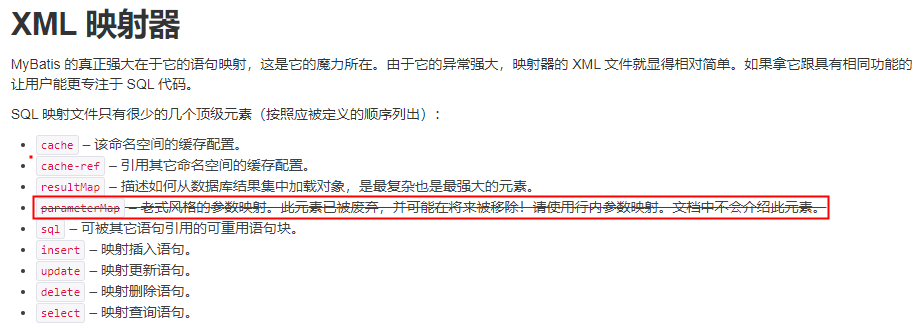 XML 映射器
MyBatis 的真正强大在于它的语句映射，这是它的魔力所在。由于它的异常强大，映射器的 XML 文件就显得相对简单。如果拿它跟具有相同功能的
让用户能更专注于 SQL 代码。
SQL 映射文件只有很少的几个顶级元素（按照应被定义的顺序列出）：
cache – 该命名空间的缓存配置。
cache-ref – 引用其它命名空间的缓存配置。
resultMap – 描述如何从数据库结果集中加载对象，是最复杂也是最强大的元素。
parameterMap – 老式风格的参数映射。此元素已被废弃，并可能在将来被移除！请使用行内参数映射。文档中不会介绍此元素。
sql – 可被其它语句引用的可重用语句块。
insert – 映射插入语句。
update – 映射更新语句。
delete – 映射删除语句。
select – 映射查询语句。